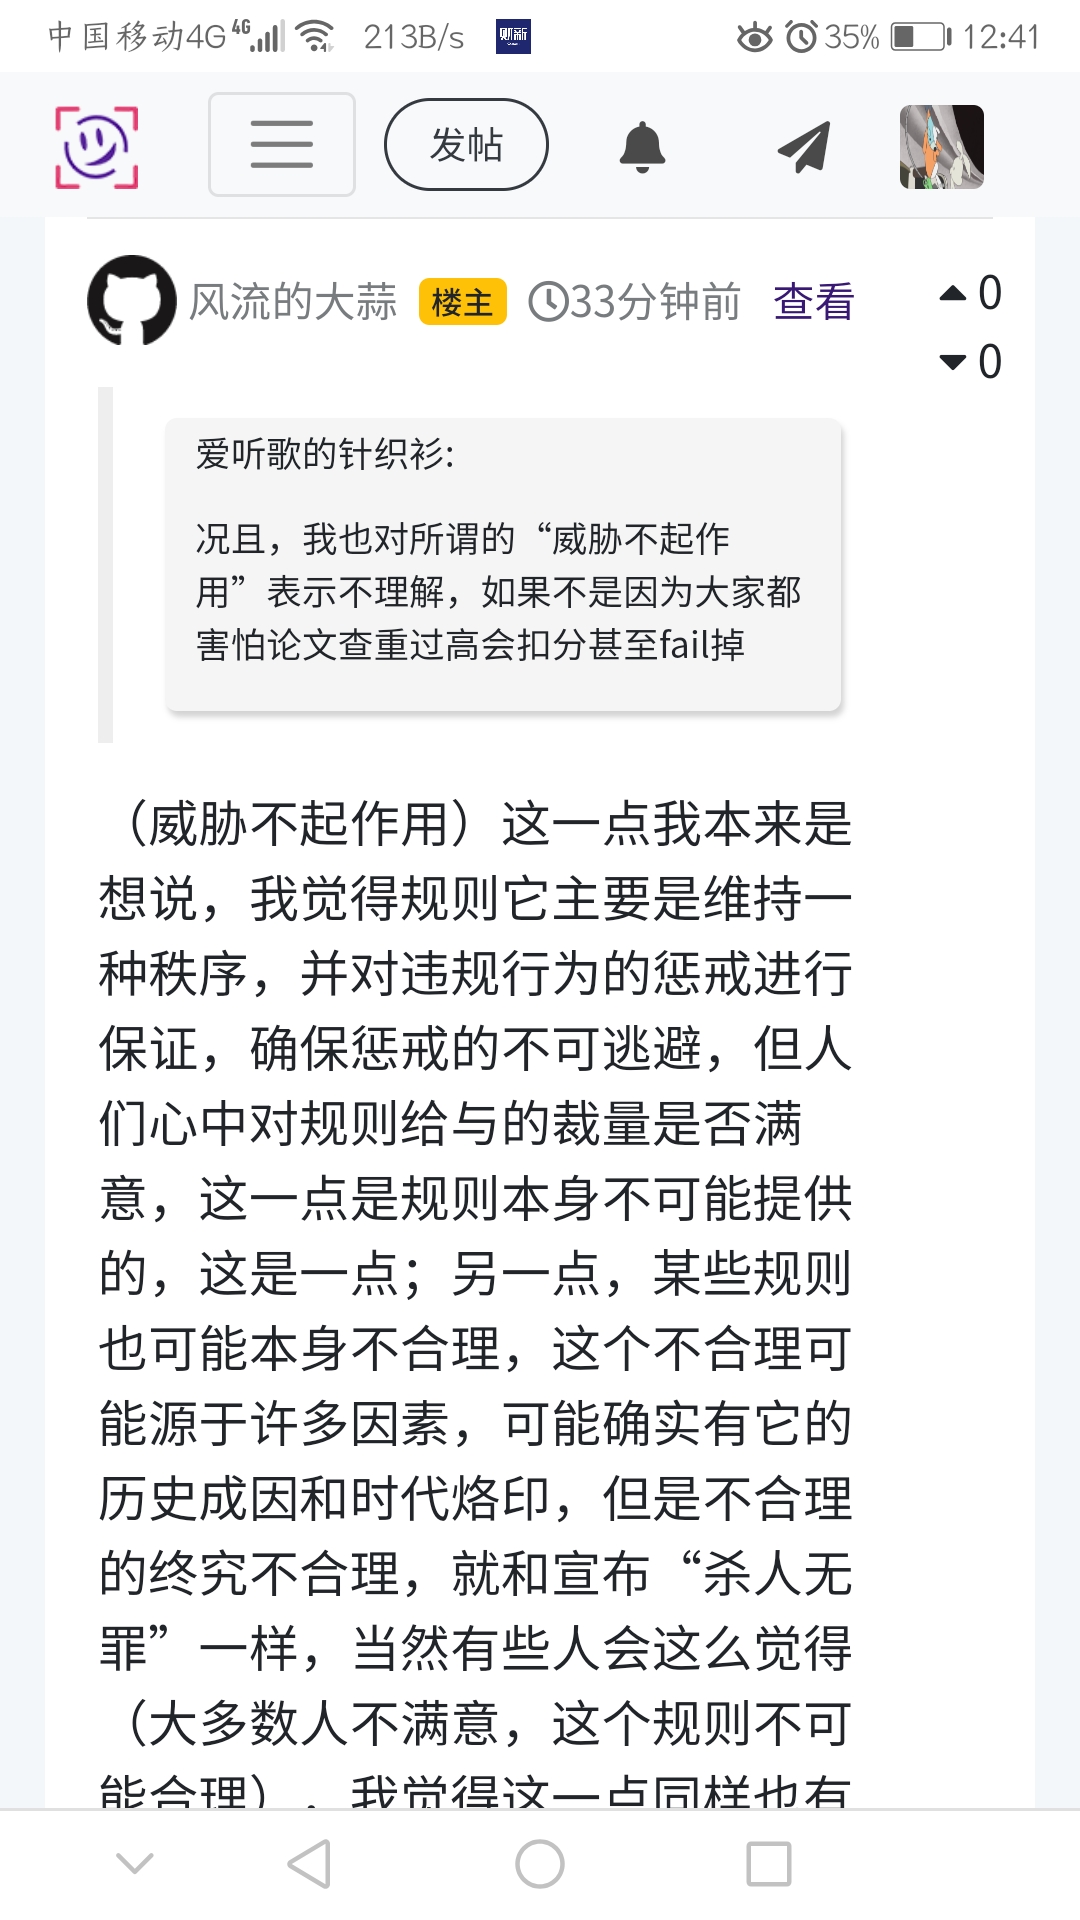 中国移动4G 4G 213B/s 财新 35% 12:41
发帖
风流的大蒜 楼主 33分钟前 查看 0
0
爱听歌的针织衫:
况且，我也对所谓的“威胁不起作
用”表示不理解，如果不是因为大家都
害怕论文查重过高会扣分甚至fail掉
（威胁不起作用）这一点我本来是
想说，我觉得规则它主要是维持一
种秩序，并对违规行为的惩戒进行
保证，确保惩戒的不可逃避，但人
们心中对规则给与的裁量是否满
意，这一点是规则本身不可能提供
的，这是一点；另一点，某些规则
也可能本身不合理，这个不合理可
能源于许多因素，可能确实有它的
历史成因和时代烙印，但是不合理
的终究不合理，就和宣布“杀人无
罪”一样，当然有些人会这么觉得
（大多数人不满意，这个规则不可
能合理），我觉得这一点同样也有